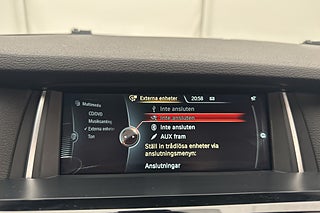 Externa enheter
20:58
Multimedia
CD/DVD
Musiksamling
Externa enheter
Ton
Inte ansluten
Inte ansluten
Inte ansluten
AUX fram
Ställ in trådlösa enheter via
anslutningsmenyn:
Anslutningar